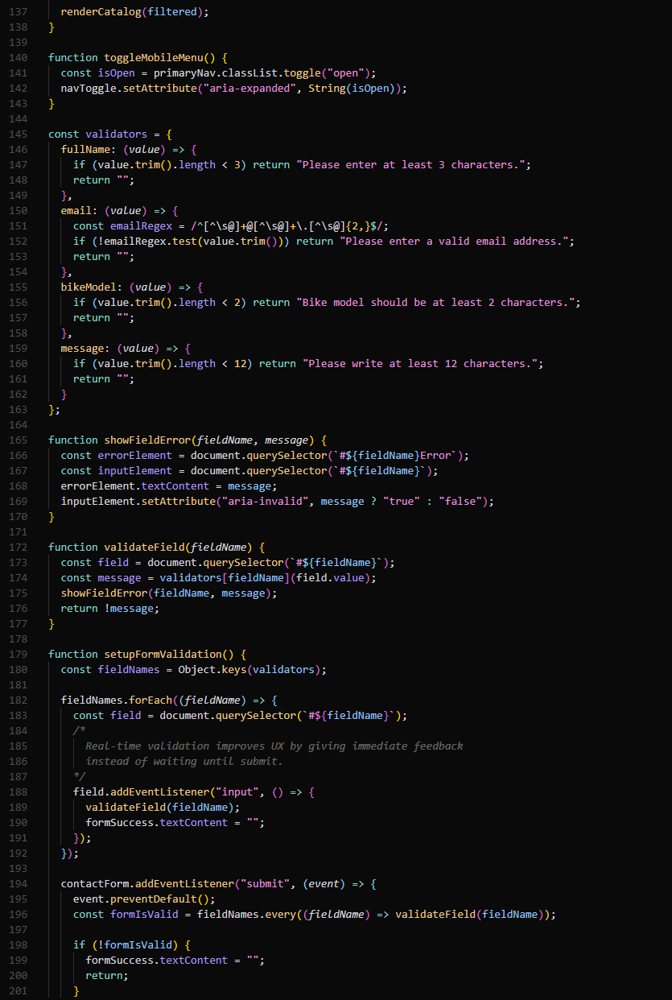 137     renderCatalog(filtered);
138   }
139
140   function toggleMobileMenu() {
141     const isOpen = primaryNav.classList.toggle("open");
142     navToggle.setAttribute("aria-expanded", String(isOpen));
143   }
144
145   const validators = {
146     fullName: (value) => {
147       if (value.trim().length < 3) return "Please enter at least 3 characters.";
148       return "";
149     },
150     email: (value) => {
151       const emailRegex = /^[^\s@]+@[^\s@]+\.[^\s@]{2,}$/;
152       if (!emailRegex.test(value.trim())) return "Please enter a valid email address.";
153       return "";
154     },
155     bikeModel: (value) => {
156       if (value.trim().length < 2) return "Bike model should be at least 2 characters.";
157       return "";
158     },
159     message: (value) => {
160       if (value.trim().length < 12) return "Please write at least 12 characters.";
161       return "";
162     }
163   };
164
165   function showFieldError(fieldName, message) {
166     const errorElement = document.querySelector(`#${fieldName}Error`);
167     const inputElement = document.querySelector(`#${fieldName}`);
168     errorElement.textContent = message;
169     inputElement.setAttribute("aria-invalid", message ? "true" : "false");
170   }
171
172   function validateField(fieldName) {
173     const field = document.querySelector(`#${fieldName}`);
174     const message = validators[fieldName](field.value);
175     showFieldError(fieldName, message);
176     return !message;
177   }
178
179   function setupFormValidation() {
180     const fieldNames = Object.keys(validators);
181
182     fieldNames.forEach((fieldName) => {
183       const field = document.querySelector(`#${fieldName}`);
184       /*
185         Real-time validation improves UX by giving immediate feedback
186         instead of waiting until submit.
187       */
188       field.addEventListener("input", () => {
189         validateField(fieldName);
190         formSuccess.textContent = "";
191       });
192     });
193
194     contactForm.addEventListener("submit", (event) => {
195       event.preventDefault();
196       const formIsValid = fieldNames.every((fieldName) => validateField(fieldName));
197
198       if (!formIsValid) {
199         formSuccess.textContent = "";
200         return;
201       }